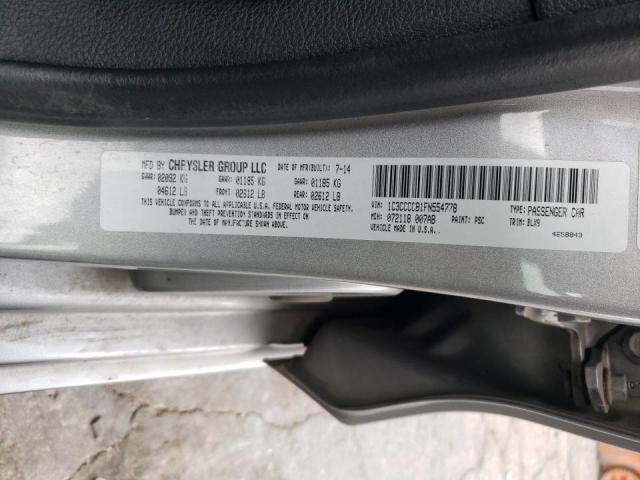 MFD BY CHRYSLER GROUP LLC DATE OF MFR(BUILT): 7-14
GVWR: 02092 KG GAWR: 01185 KG GAWR: 01185 KG
04612 LB FRONT: 02612 LB REAR: 02612 LB
THIS VEHICLE CONFORMS TO ALL APPLICABLE U.S.A. FEDERAL MOTOR VEHICLE SAFETY,
BUMPER AND THEFT PREVENTION STANDARDS IN EFFECT ON
THE DATE OF MANUFACTURE SHOWN ABOVE.
VIN: 1C3CCCCB1FN554778 TYPE: PASSENGER CAR
MDH: 072118 007AB PAINT: PSC TRIM: BLX9
VEHICLE MADE IN U.S.A. 4658843